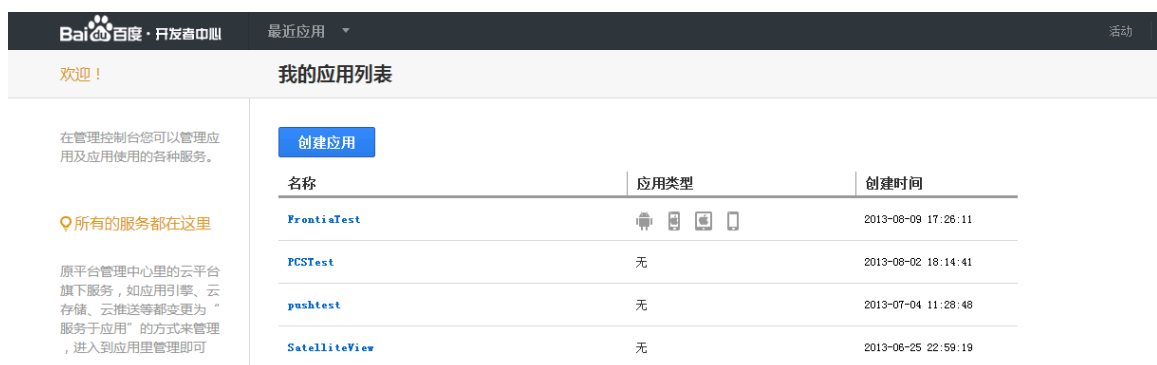 Bai 百度·开发者中心 最近应用 活动
欢迎！ 我的应用列表
在管理控制台您可以管理应
用及应用使用的各种服务。
所有的服务都在这里
原平台管理中心里的云平台
旗下服务，如应用引擎、云
存储、云推送等都变更为“
服务于应用”的方式来管理
，进入到应用里管理即可
创建应用
名称 应用类型 创建时间
FrontiaTest 2013-08-09 17:26:11
PCSTest 无 2013-08-02 18:14:41
pushtest 无 2013-07-04 11:28:48
SatelliteView 无 2013-06-25 22:59:19